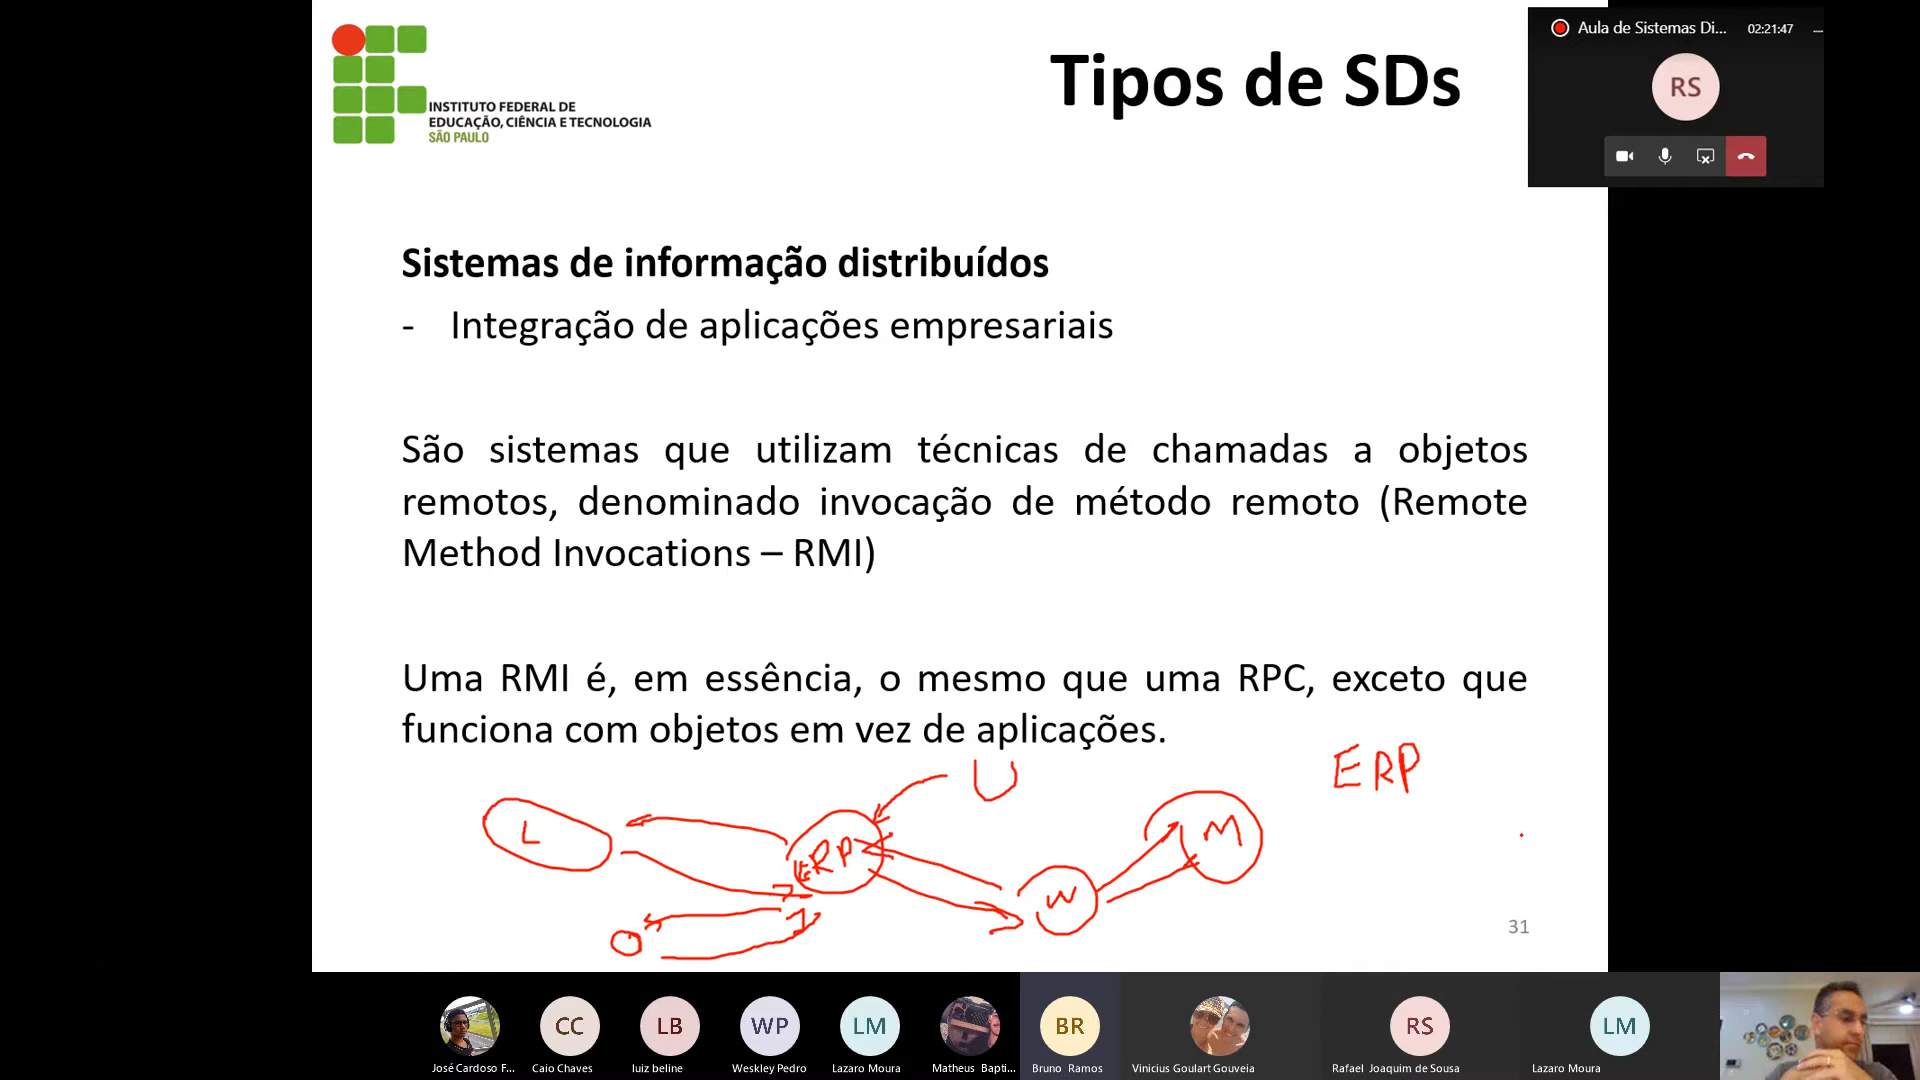 INSTITUTO FEDERAL DE
EDUCAÇÃO, CIÊNCIA E TECNOLOGIA
SÃO PAULO
Tipos de SDs
Aula de Sistemas Di... 02:21:47
RS
Sistemas de informação distribuídos
- Integração de aplicações empresariais
São sistemas que utilizam técnicas de chamadas a objetos
remotos, denominado invocação de método remoto (Remote
Method Invocations – RMI)
Uma RMI é, em essência, o mesmo que uma RPC, exceto que
funciona com objetos em vez de aplicações.
U
ERP
L
ERP
M
W
31
CC LB WP LM BR RS LM
José Cardoso F... Caio Chaves luiz beline Weskley Pedro Lazaro Moura Matheus Bapti... Bruno Ramos Vinicius Goulart Gouveia Rafael Joaquim de Sousa Lazaro Moura